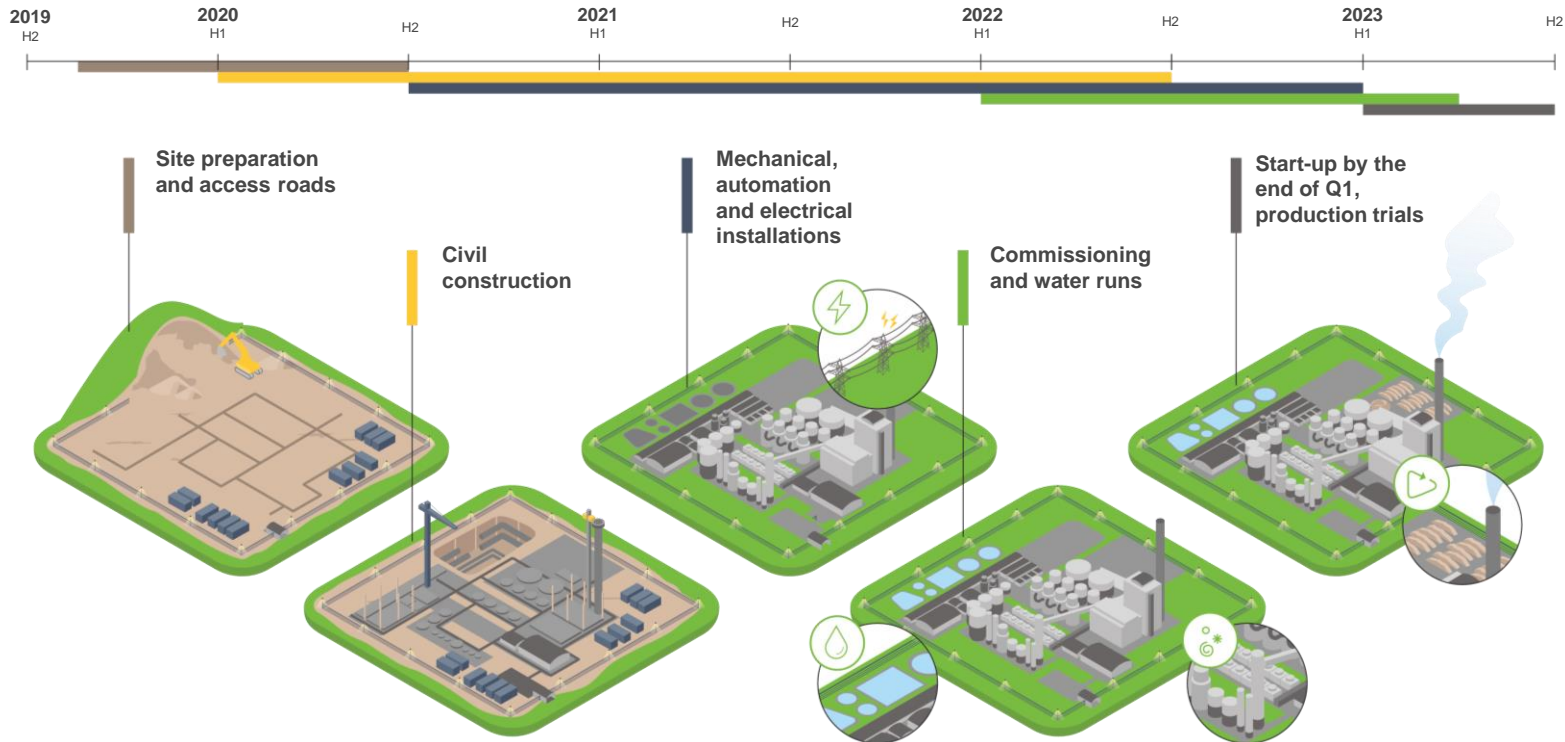 2019
H2
2020
H1
H2
2021
H1
H2
2022
H1
H2
2023
H1
H2
Site preparation
and access roads
Civil
construction
Mechanical,
automation
and electrical
installations
Commissioning
and water runs
Start-up by the
end of Q1,
production trials